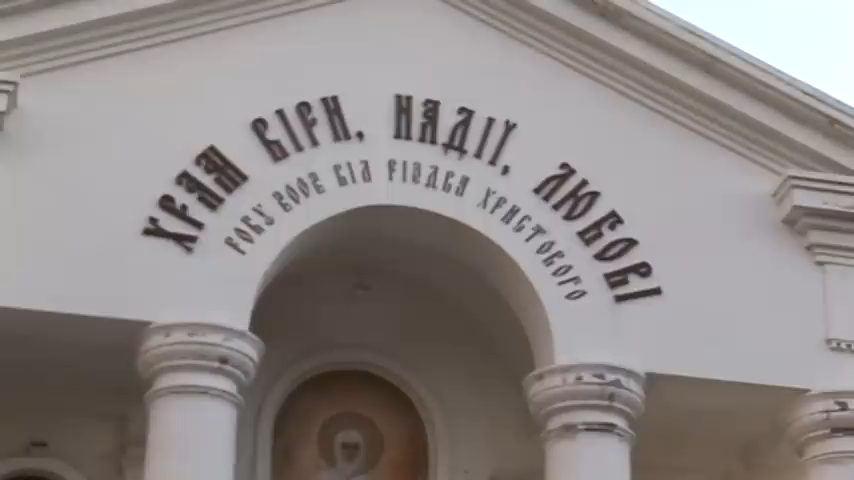 ХРАМ ВІРИ, НАДІЇ, ЛЮБОВІ
РОКУ 2002 ВІД РІЗДВА ХРИСТОВОГО